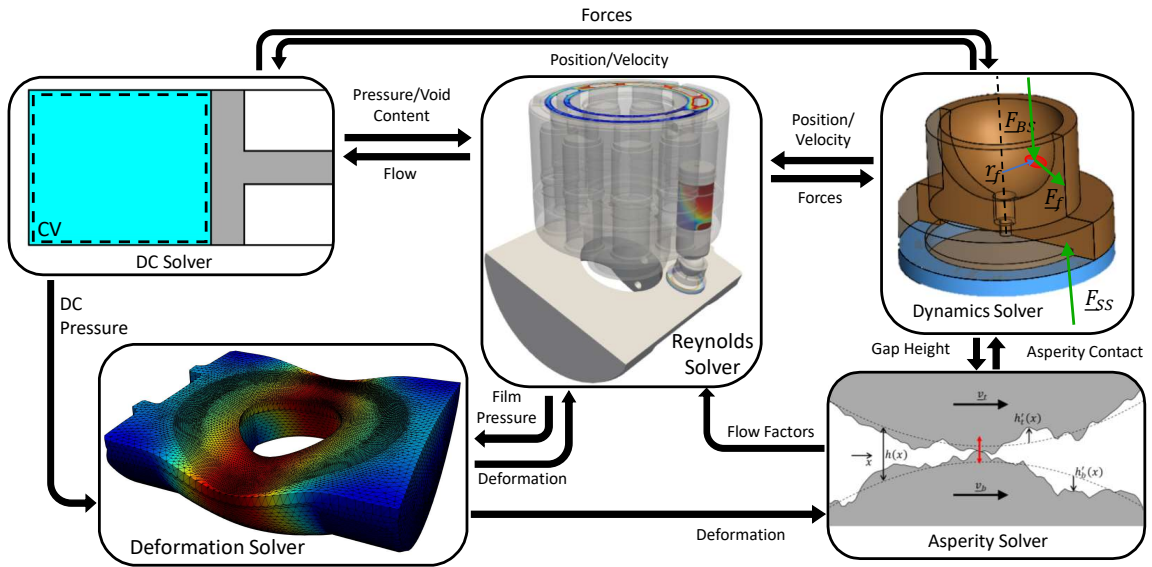 Forces
Position/Velocity
Pressure/Void
Content
Flow
Position/
Velocity
Forces
CV
DC Solver
F_BS
r_f
F_f
F_SS
Dynamics Solver
Reynolds
Solver
DC
Pressure
Gap Height
Asperity Contact
Film
Pressure
Deformation
Flow Factors
v_t
h'_t(x)
h(x)
x
h'_b(x)
v_b
Deformation Solver
Deformation
Asperity Solver